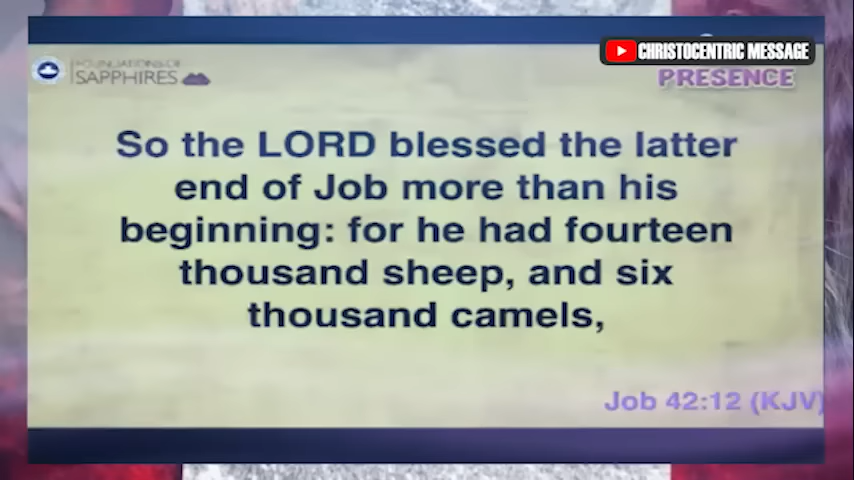 CHRISTOCENTRIC MESSAGE
FOUNDATIONS OF
SAPPHIRES
PRESENCE
So the LORD blessed the latter
end of Job more than his
beginning: for he had fourteen
thousand sheep, and six
thousand camels,
Job 42:12 (KJV)